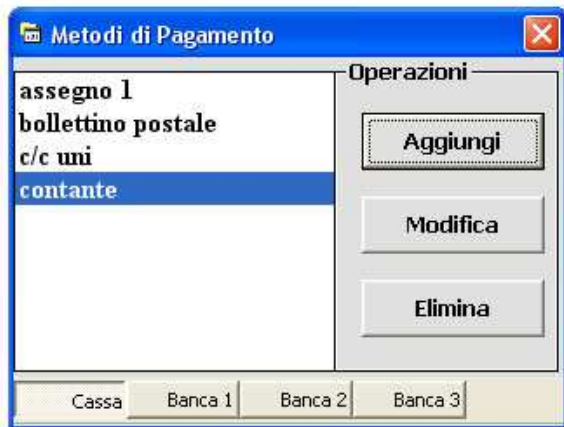 Metodi di Pagamento
assegno 1
bollettino postale
c/c uni
contante
Operazioni
Aggiungi
Modifica
Elimina
Cassa Banca 1 Banca 2 Banca 3